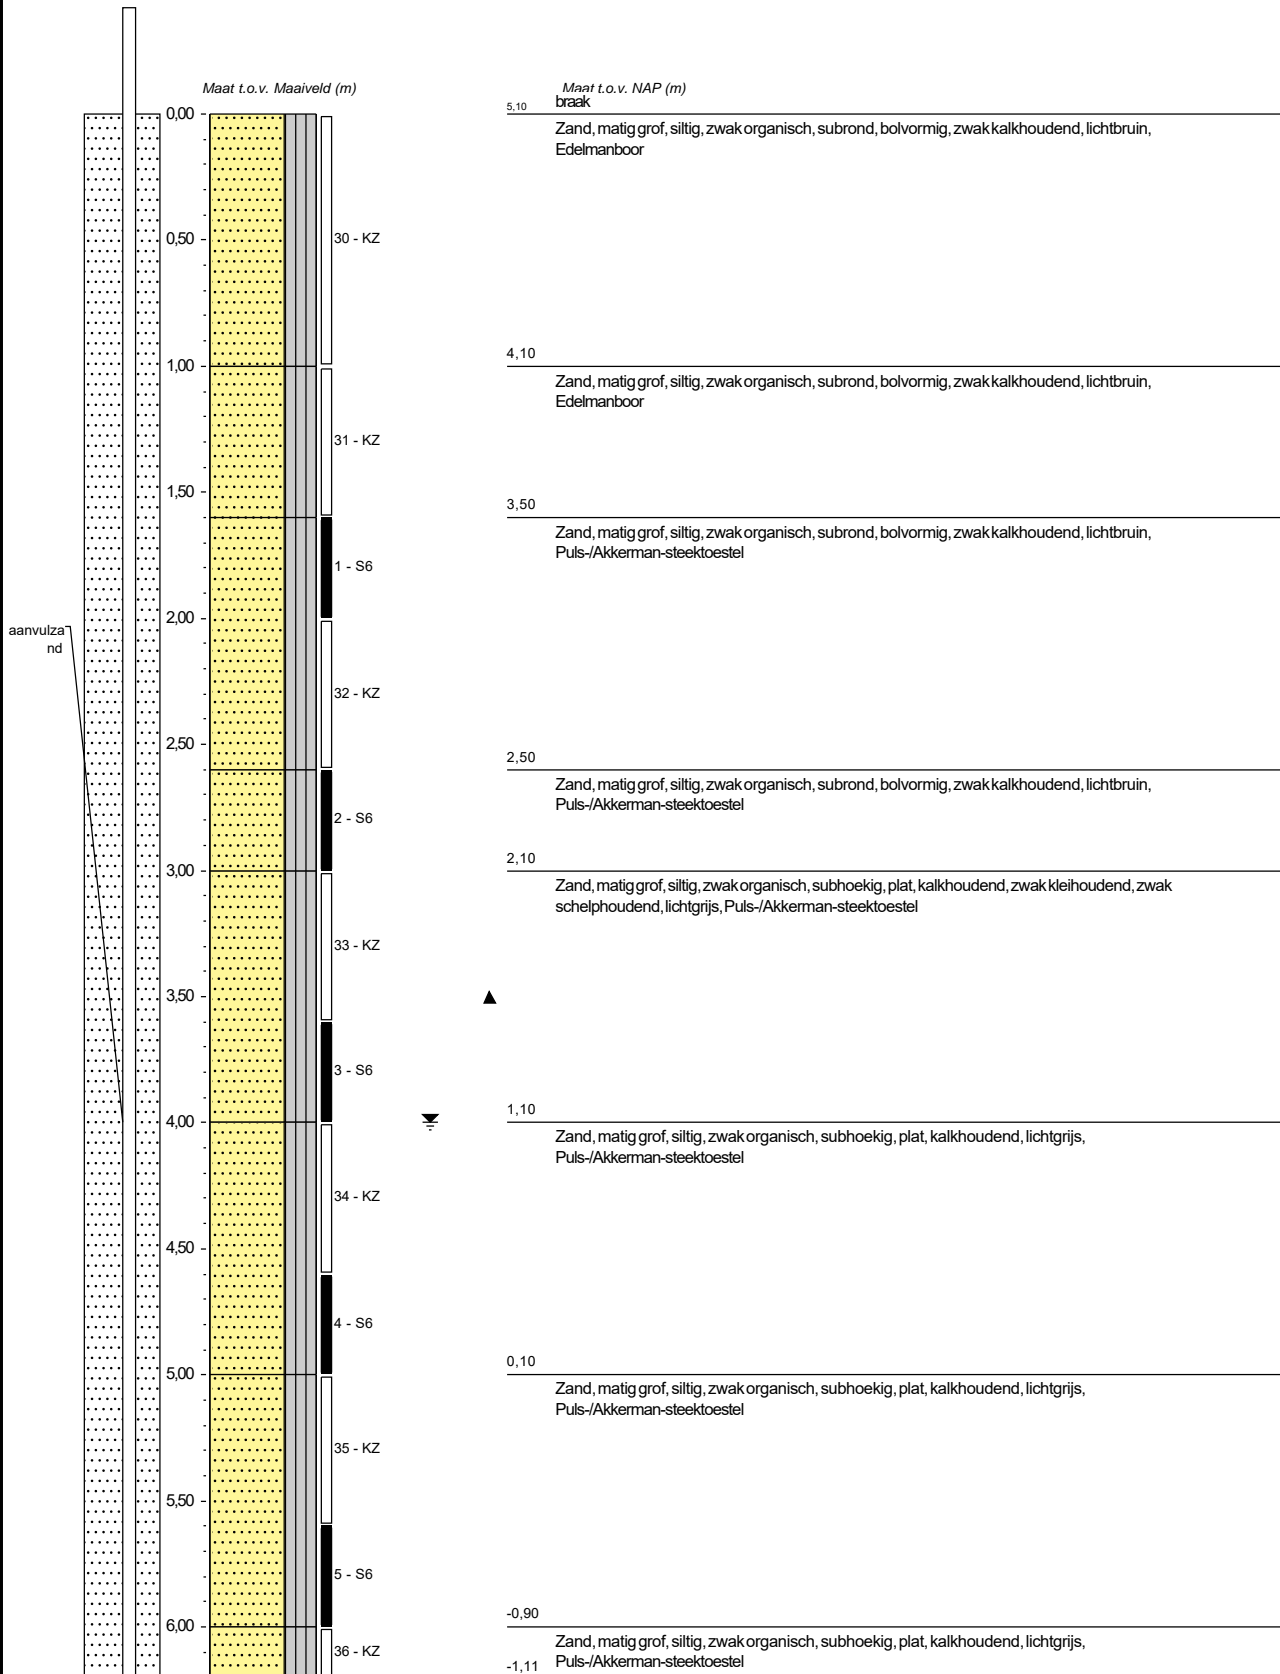 Maat t.o.v. Maaiveld (m)
Maat t.o.v. NAP (m)
5,10
braak
0,00
Zand, matig grof, siltig, zwak organisch, subrond, bolvormig, zwak kalkhoudend, lichtbruin,
Edelmanboor
0,50
30 - KZ
4,10
1,00
Zand, matig grof, siltig, zwak organisch, subrond, bolvormig, zwak kalkhoudend, lichtbruin,
Edelmanboor
31 - KZ
1,50
3,50
Zand, matig grof, siltig, zwak organisch, subrond, bolvormig, zwak kalkhoudend, lichtbruin,
Puls-/Akkerman-steektoestel
1 - S6
2,00
aanvulza
nd
32 - KZ
2,50
2,50
Zand, matig grof, siltig, zwak organisch, subrond, bolvormig, zwak kalkhoudend, lichtbruin,
Puls-/Akkerman-steektoestel
2 - S6
2,10
3,00
Zand, matig grof, siltig, zwak organisch, subhoekig, plat, kalkhoudend, zwak kleihoudend, zwak
schelphoudend, lichtgrijs, Puls-/Akkerman-steektoestel
33 - KZ
3,50
3 - S6
1,10
4,00
Zand, matig grof, siltig, zwak organisch, subhoekig, plat, kalkhoudend, lichtgrijs,
Puls-/Akkerman-steektoestel
34 - KZ
4,50
4 - S6
0,10
5,00
Zand, matig grof, siltig, zwak organisch, subhoekig, plat, kalkhoudend, lichtgrijs,
Puls-/Akkerman-steektoestel
35 - KZ
5,50
5 - S6
-0,90
6,00
Zand, matig grof, siltig, zwak organisch, subhoekig, plat, kalkhoudend, lichtgrijs,
36 - KZ
-1,11
Puls-/Akkerman-steektoestel